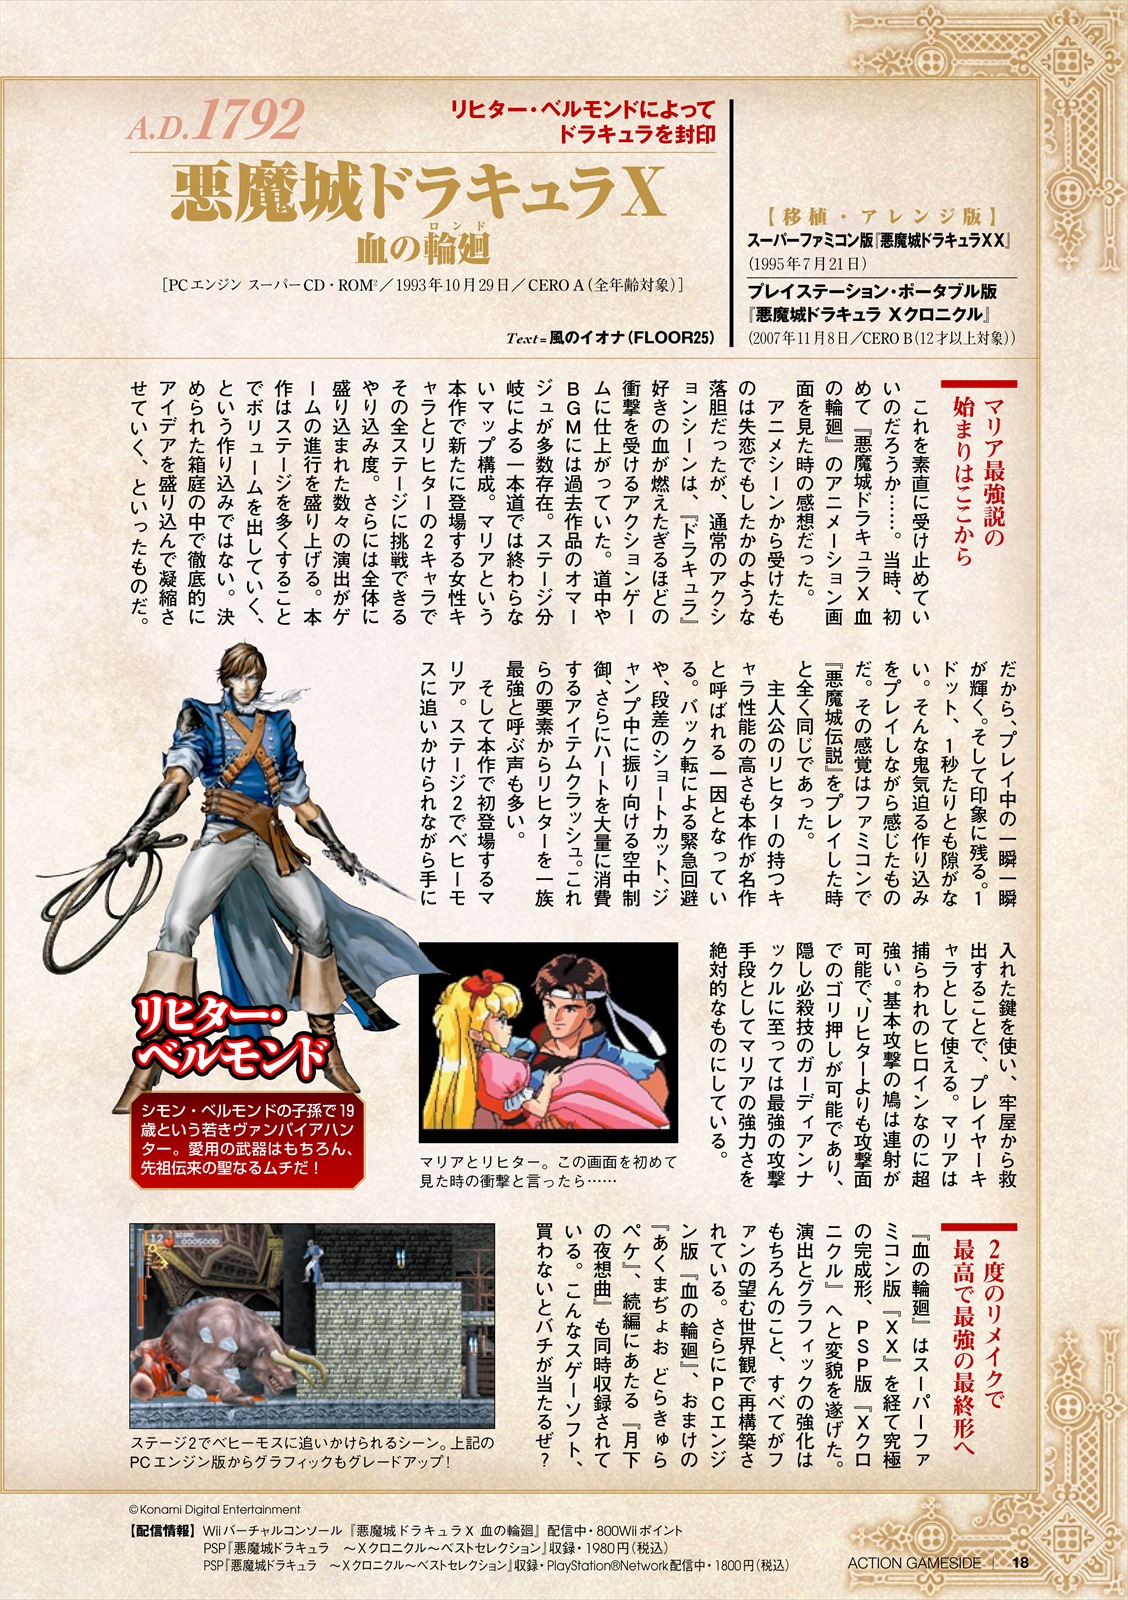 A.D.1792
リヒター・ベルモンドによって
ドラキュラを封印
悪魔城ドラキュラX
ロンド
血の輪廻
［PCエンジン スーパーCD・ROM²／1993年10月29日／CERO A（全年齢対象）］
Text=風のイオナ（FLOOR25）
【移植・アレンジ版】
スーパーファミコン版『悪魔城ドラキュラXX』
（1995年7月21日）
プレイステーション・ポータブル版
『悪魔城ドラキュラ Xクロニクル』
（2007年11月8日／CERO B（12才以上対象））
マリア最強説の
始まりはここから
これを素直に受け止めてい
いのだろうか……。当時、初
めて『悪魔城ドラキュラX 血
の輪廻』のアニメーション画
面を見た時の感想だった。
アニメシーンから受けたも
のは失恋でもしたかのような
落胆だったが、通常のアクシ
ョンシーンは、『ドラキュラ』
好きの血が燃えたぎるほどの
衝撃を受けるアクションゲー
ムに仕上がっていた。道中や
BGMには過去作品のオマー
ジュが多数存在。ステージ分
岐による一本道では終わらな
いマップ構成。マリアという
本作で新たに登場する女性キ
ャラとリヒターの2キャラで
その全ステージに挑戦できる
やり込み度。さらには全体に
盛り込まれた数々の演出がゲ
ームの進行を盛り上げる。本
作はステージを多くすること
でボリュームを出していく、
という作り込みではない。決
められた箱庭の中で徹底的に
アイデアを盛り込んで凝縮さ
せていく、といったものだ。
だから、プレイ中の一瞬一瞬
が輝く。そして印象に残る。1
ドット、1秒たりとも隙がな
い。そんな鬼気迫る作り込み
をプレイしながら感じたもの
だ。その感覚はファミコンで
『悪魔城伝説』をプレイした時
と全く同じであった。
主人公のリヒターの持つキ
ャラ性能の高さも本作が名作
と呼ばれる一因となってい
る。バック転による緊急回避
や、段差のショートカット、ジ
ャンプ中に振り向ける空中制
御、さらにハートを大量に消費
するアイテムクラッシュ。これ
らの要素からリヒターを一族
最強と呼ぶ声も多い。
そして本作で初登場するマ
リア。ステージ2でベヒーモ
スに追いかけられながら手に
入れた鍵を使い、牢屋から救
出することで、プレイヤーキ
ャラとして使える。マリアは
捕らわれのヒロインなのに超
強い。基本攻撃の鳩は連射が
可能で、リヒターよりも攻撃面
でのゴリ押しが可能であり、
隠し必殺技のガーディアンナ
ックルに至っては最強の攻撃
手段としてマリアの強力さを
絶対的なものにしている。
リヒター・
ベルモンド
シモン・ベルモンドの子孫で19
歳という若きヴァンパイアハン
ター。愛用の武器はもちろん、
先祖伝来の聖なるムチだ！
マリアとリヒター。この画面を初めて
見た時の衝撃と言ったら……
2度のリメイクで
最高で最強の最終形へ
『血の輪廻』はスーパーファ
ミコン版『XX』を経て究極
の完成形、PSP版『Xクロ
ニクル』へと変貌を遂げた。
演出とグラフィックの強化は
もちろんのこと、すべてがフ
ァンの望む世界観で再構築さ
れている。さらにPCエンジ
ン版『血の輪廻』、おまけの
『あくまぢょお どらきゅら
ぺケ』、続編にあたる『月下
の夜想曲』も同時収録されて
いる。こんなスゲーソフト、
買わないとバチが当たるぜ？
12
SCORE
0005000
ステージ2でベヒーモスに追いかけられるシーン。上記の
PCエンジン版からグラフィックもグレードアップ！
©Konami Digital Entertainment
【配信情報】 Wiiバーチャルコンソール 『悪魔城ドラキュラX 血の輪廻』 配信中・800Wiiポイント
PSP『悪魔城ドラキュラ ～Xクロニクル～ベストセレクション』収録・1980円（税込）
PSP『悪魔城ドラキュラ ～Xクロニクル～ベストセレクション』収録・PlayStation®Network配信中・1800円（税込）
ACTION GAMESIDE | 18